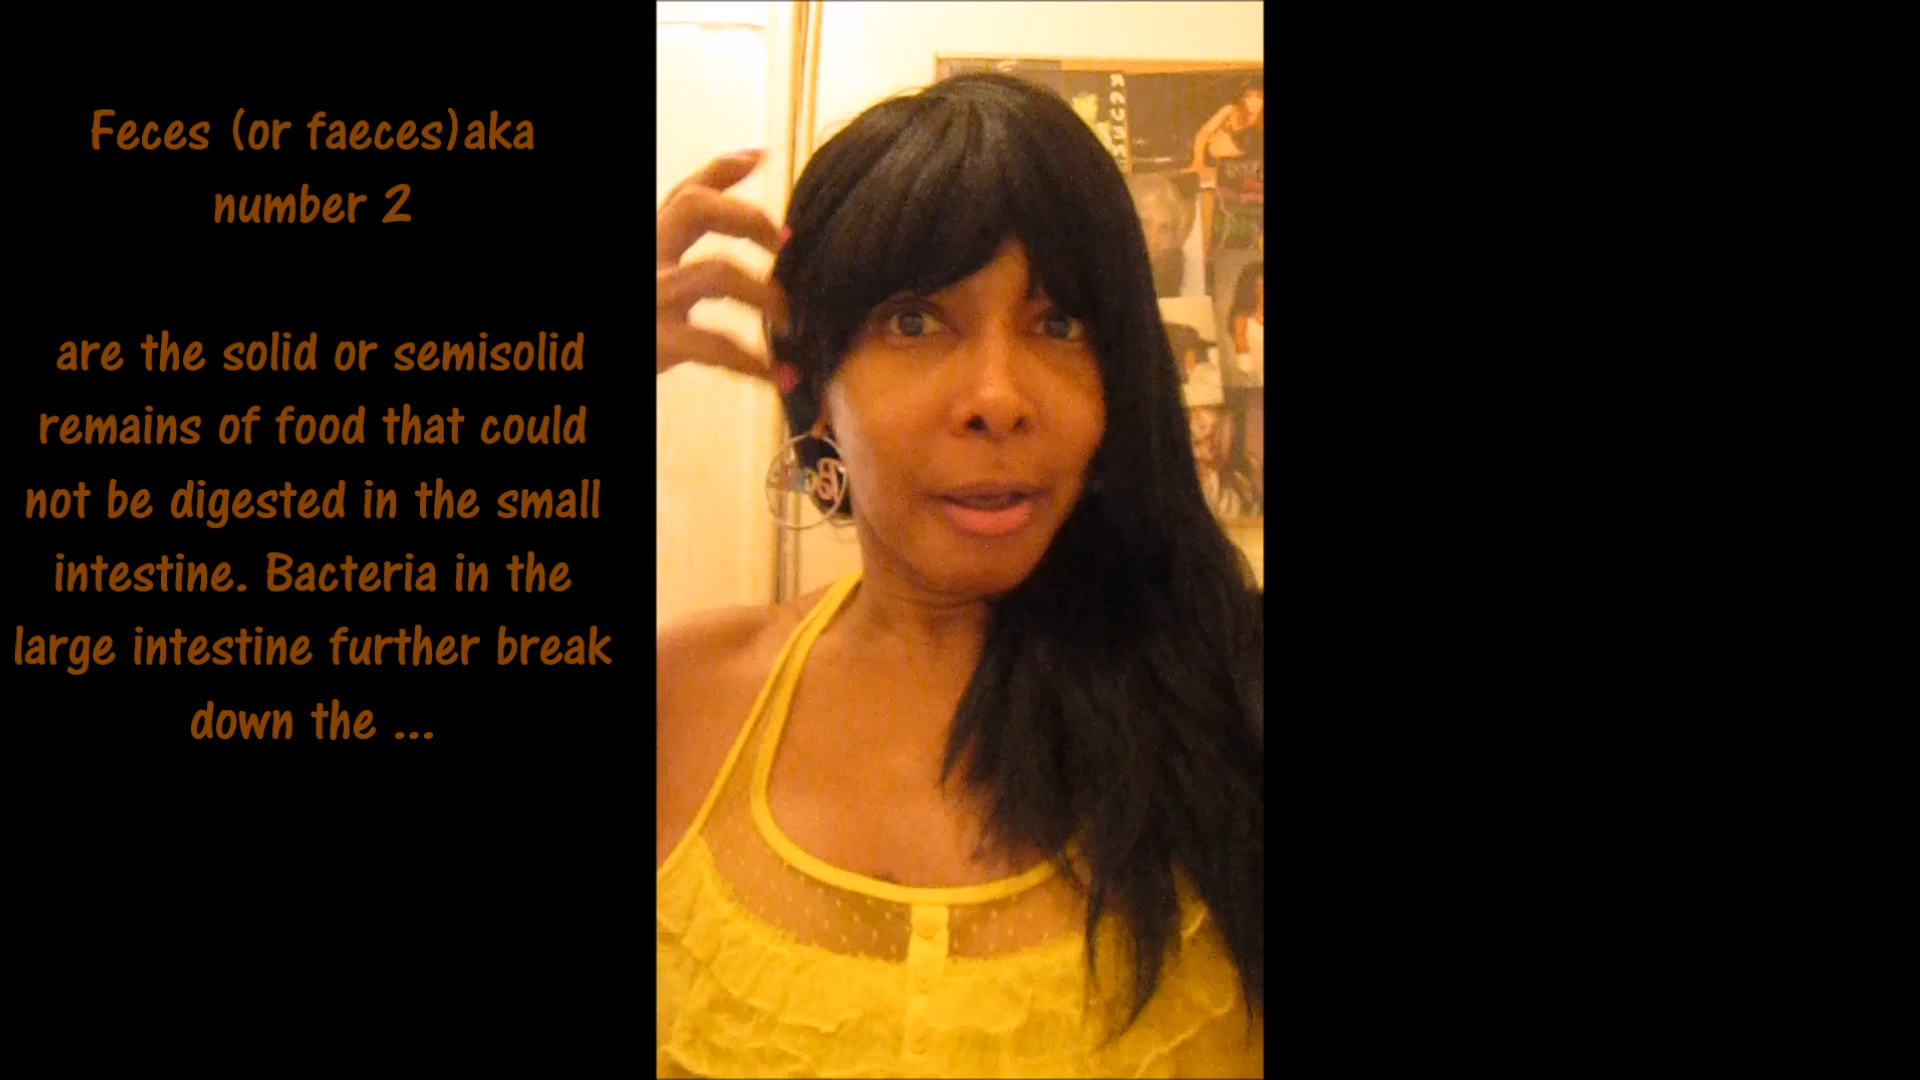 Feces (or faeces)aka
number 2
are the solid or semisolid
remains of food that could
not be digested in the small
intestine. Bacteria in the
large intestine further break
down the ...